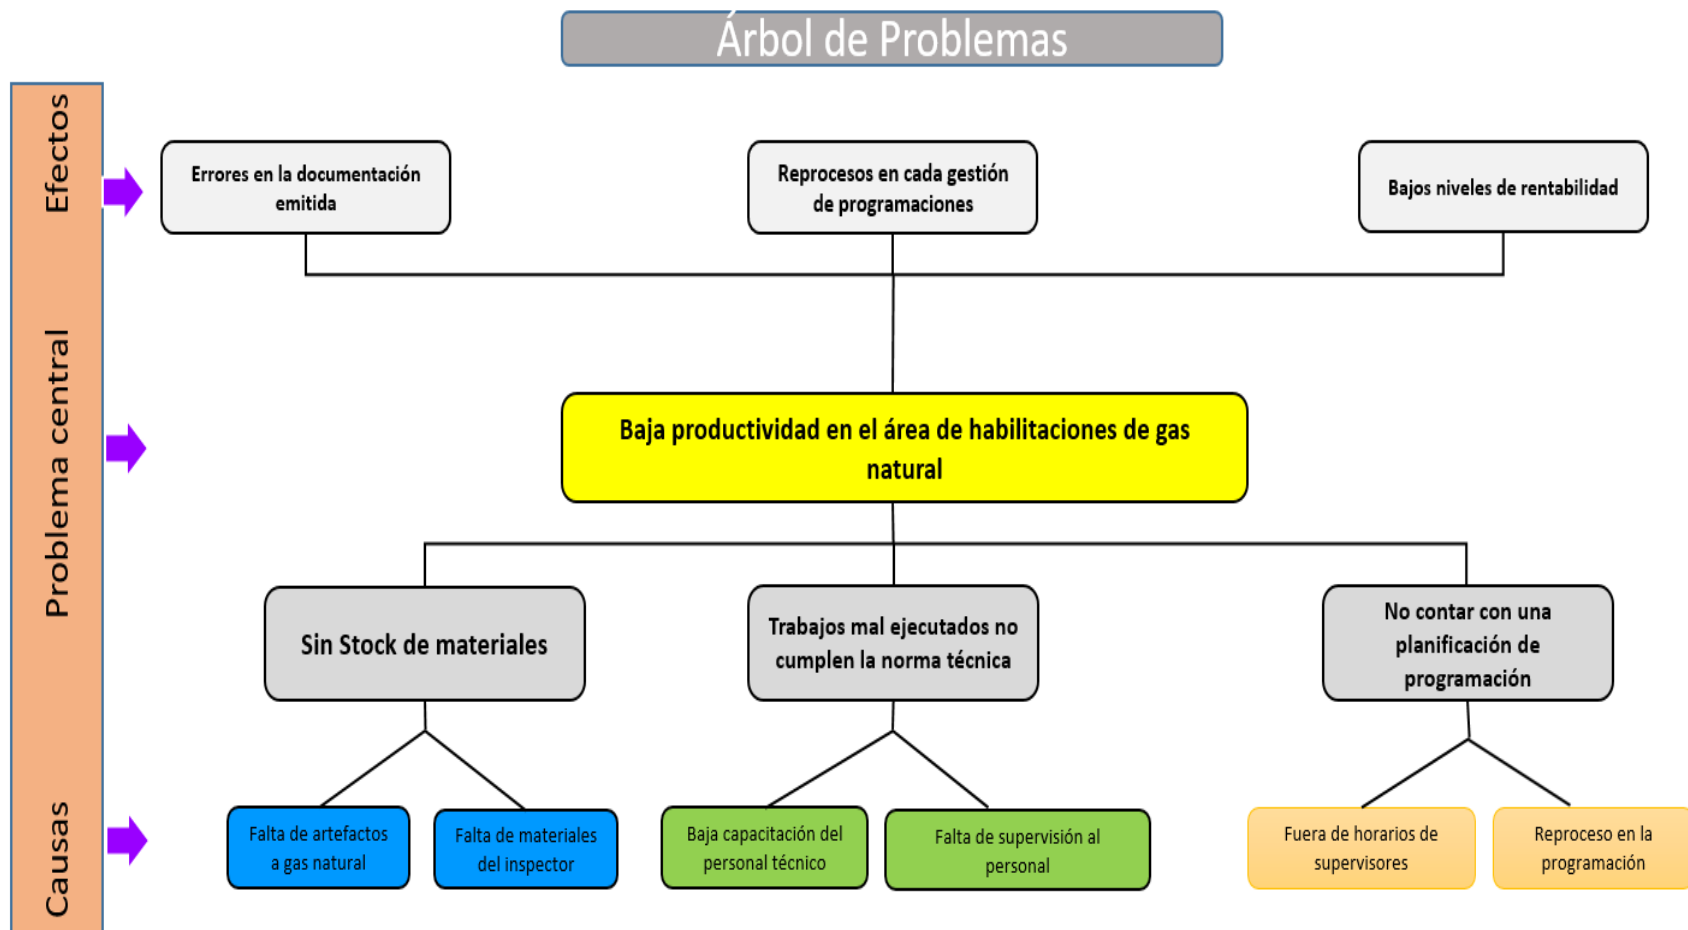 Árbol de Problemas
Efectos
Errores en la documentación
emitida
Reprocesos en cada gestión
de programaciones
Bajos niveles de rentabilidad
Problema central
Baja productividad en el área de habilitaciones de gas
natural
Sin Stock de materiales
Trabajos mal ejecutados no
cumplen la norma técnica
No contar con una
planificación de
programación
Causas
Falta de artefactos
a gas natural
Falta de materiales
del inspector
Baja capacitación del
personal técnico
Falta de supervisión al
personal
Fuera de horarios de
supervisores
Reproceso en la
programación